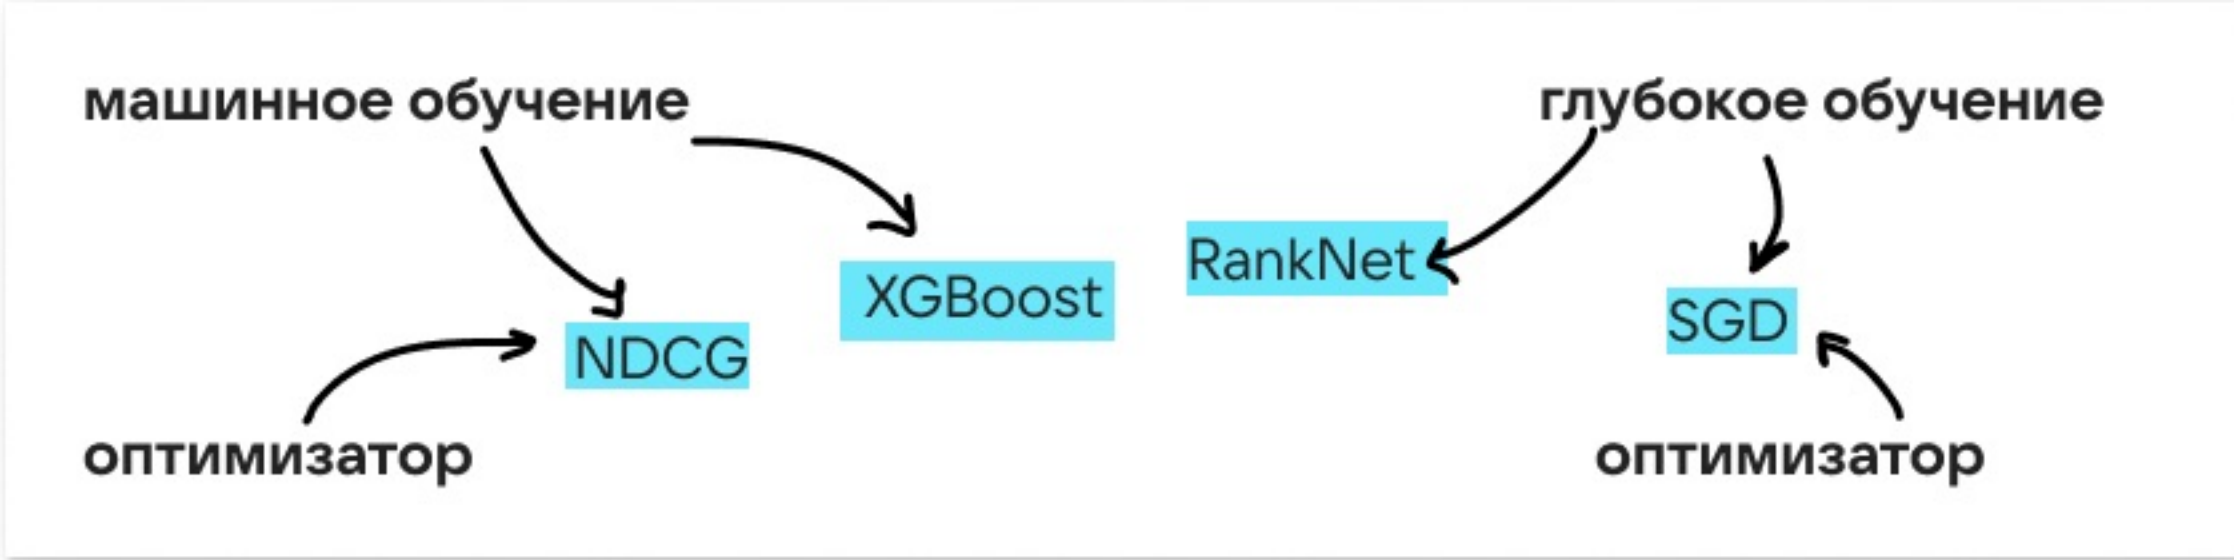 машинное обучение
глубокое обучение
RankNet
XGBoost
SGD
NDCG
оптимизатор
оптимизатор